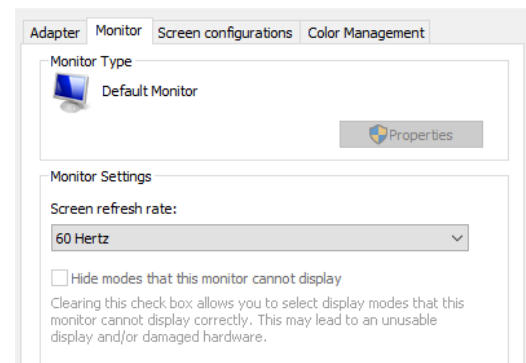 Adapter Monitor Screen configurations Color Management
Monitor Type
Default Monitor
Properties
Monitor Settings
Screen refresh rate:
60 Hertz
Hide modes that this monitor cannot display
Clearing this check box allows you to select display modes that this
monitor cannot display correctly. This may lead to an unusable
display and/or damaged hardware.